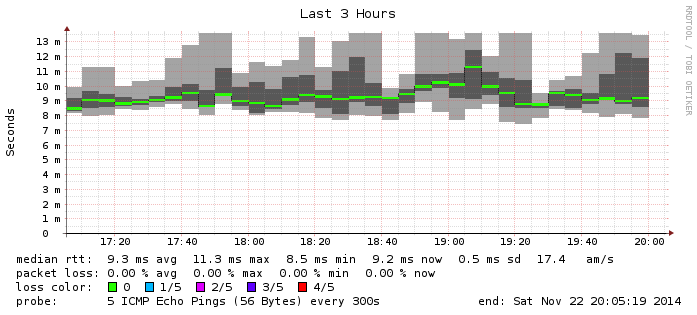 Last 3 Hours
RRDTOOL / TOBI OETIKER
Seconds
13 m
12 m
11 m
10 m
9 m
8 m
7 m
6 m
5 m
4 m
3 m
2 m
1 m
0
17:20 17:40 18:00 18:20 18:40 19:00 19:20 19:40 20:00
median rtt: 9.3 ms avg 11.3 ms max 8.5 ms min 9.2 ms now 0.5 ms sd 17.4 am/s
packet loss: 0.00 % avg 0.00 % max 0.00 % min 0.00 % now
loss color: 0 1/5 2/5 3/5 4/5
probe: 5 ICMP Echo Pings (56 Bytes) every 300s end: Sat Nov 22 20:05:19 2014